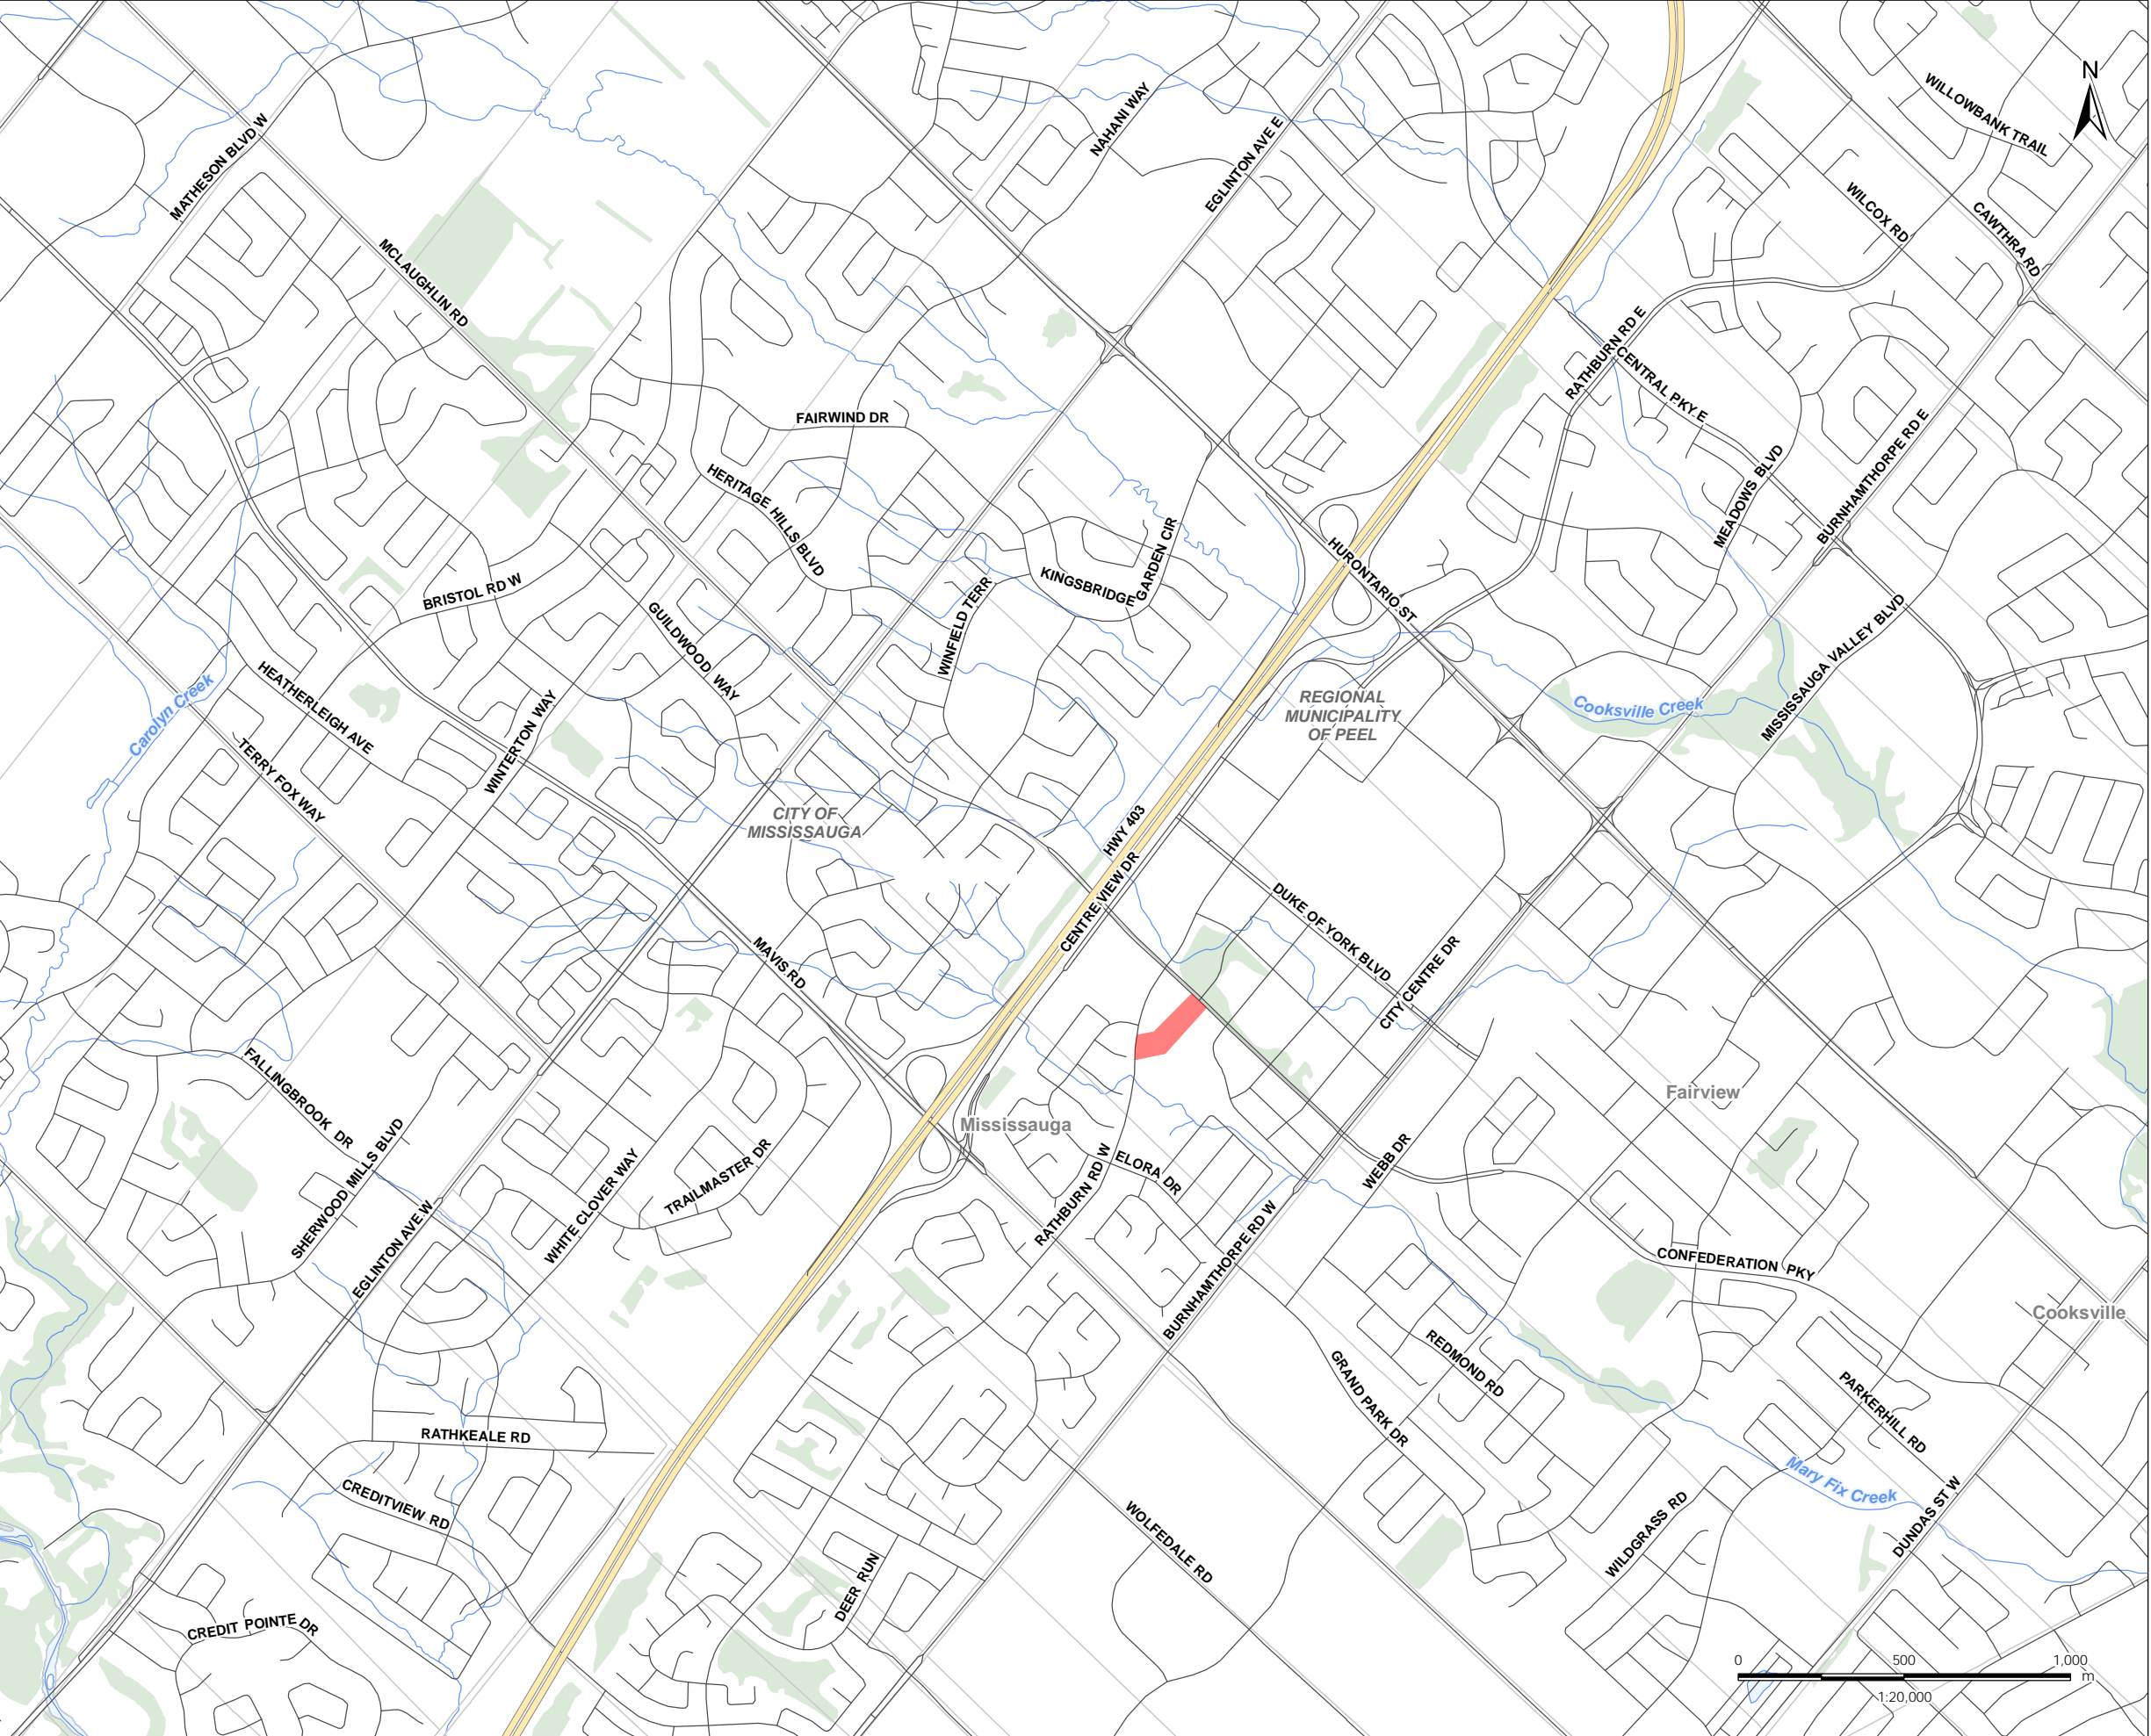 N
WILLOWBANK TRAIL
NAHANI WAY
MATHESON BLVD W
EGLINTON AVE E
WILCOX RD
CAWTHRA RD
MCLAUGHLIN RD
RATHBURN RD E
CENTRAL PKY E
FAIRWIND DR
BURNHAMTHORPE RD E
MEADOWS BLVD
HERITAGE HILLS BLVD
GARDEN CIR
KINGSBRIDGE
HURONTARIO ST
BRISTOL RD W
WINFIELD TERR
GUILDWOOD WAY
MISSISSAUGA VALLEY BLVD
HEATHERLEIGH AVE
Carolyn Creek
REGIONAL
MUNICIPALITY
OF PEEL
Cooksville Creek
WINTERTON WAY
TERRY FOX WAY
CITY OF
MISSISSAUGA
HWY 403
CENTRE VIEW DR
DUKE OF YORK BLVD
CITY CENTRE DR
MAVIS RD
FALLINGBROOK DR
Fairview
Mississauga
SHERWOOD MILLS BLVD
WHITE CLOVER WAY
TRAILMASTER DR
ELORA DR
WEBB DR
RATHBURN RD W
EGLINTON AVE W
BURNHAMTHORPE RD W
CONFEDERATION PKY
Cooksville
REDMOND RD
GRAND PARK DR
PARKERHILL RD
RATHKEALE RD
CREDITVIEW RD
Mary Fix Creek
WOLFEDALE RD
WILDGRASS RD
DUNDAS ST W
DEER RUN
CREDIT POINTE DR
0 500 1,000
m
1:20,000